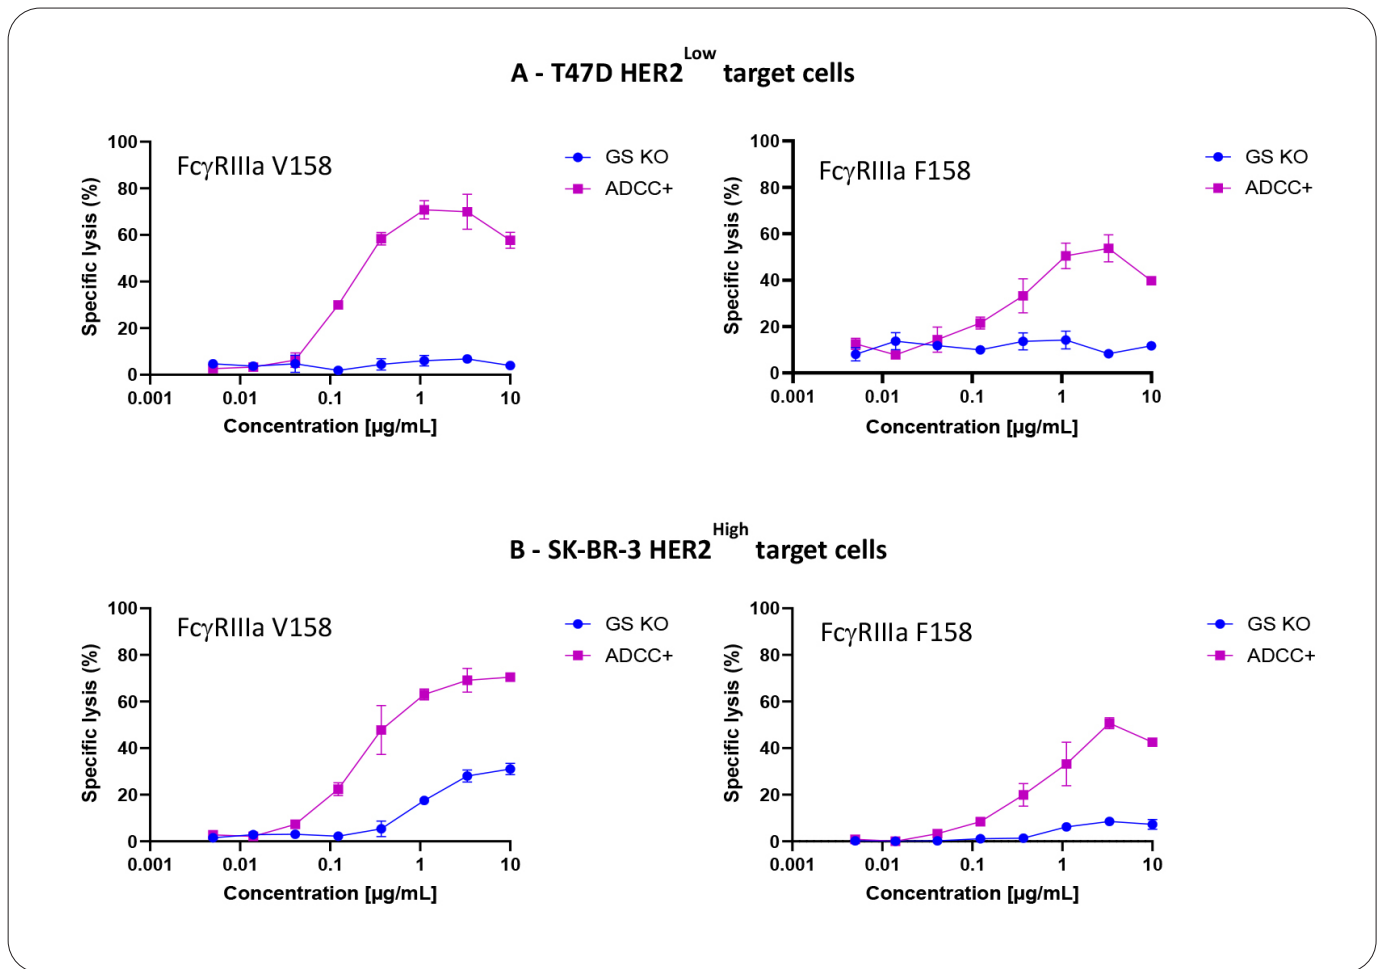 A - T47D HER2Low target cells
FcγRIIIa V158
GS KO
ADCC+
Specific lysis (%)
100
80
60
40
20
0
0.001
0.01
0.1
1
10
Concentration [µg/mL]
FcγRIIIa F158
GS KO
ADCC+
Specific lysis (%)
100
80
60
40
20
0
0.001
0.01
0.1
1
10
Concentration [µg/mL]
B - SK-BR-3 HER2High target cells
FcγRIIIa V158
GS KO
ADCC+
Specific lysis (%)
100
80
60
40
20
0
0.001
0.01
0.1
1
10
Concentration [µg/mL]
FcγRIIIa F158
GS KO
ADCC+
Specific lysis (%)
100
80
60
40
20
0
0.001
0.01
0.1
1
10
Concentration [µg/mL]